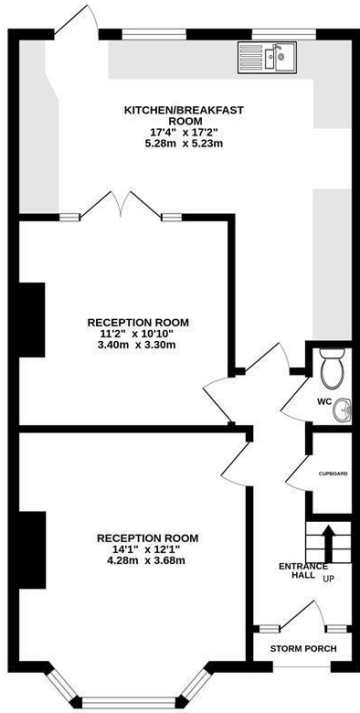 KITCHEN/BREAKFAST
ROOM
17'4" x 17'2"
5.28m x 5.23m
RECEPTION ROOM
11'2" x 10'10"
3.40m x 3.30m
WC
CUPBOARD
RECEPTION ROOM
14'1" x 12'1"
4.28m x 3.68m
ENTRANCE
HALL
UP
STORM PORCH